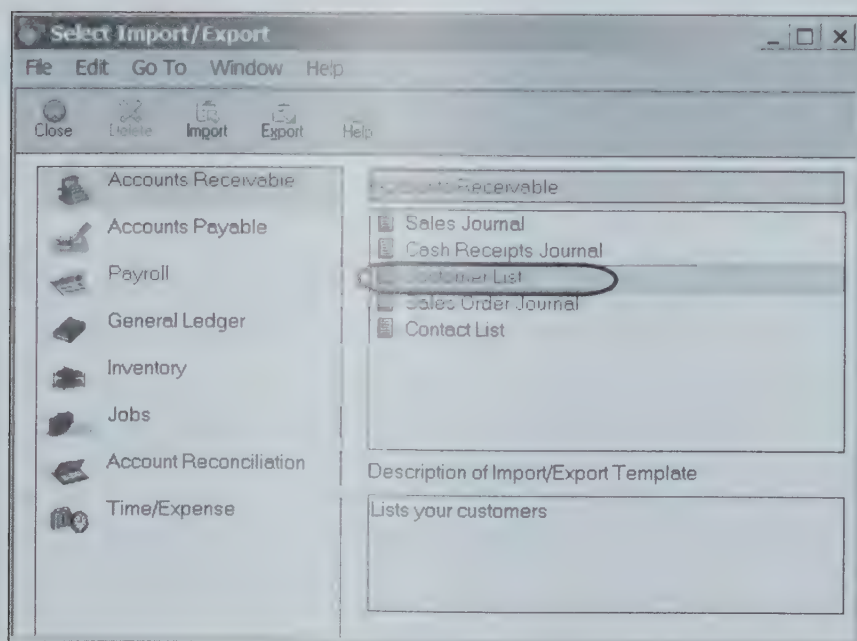 Select Import/Export
File Edit Go To Window Help
Close Delete Import Export Help
Accounts Receivable
Accounts Payable
Payroll
General Ledger
Inventory
Jobs
Account Reconciliation
Time/Expense
Accounts Receivable
Sales Journal
Cash Receipts Journal
Customer List
Sales Order Journal
Contact List
Description of Import/Export Template
Lists your customers